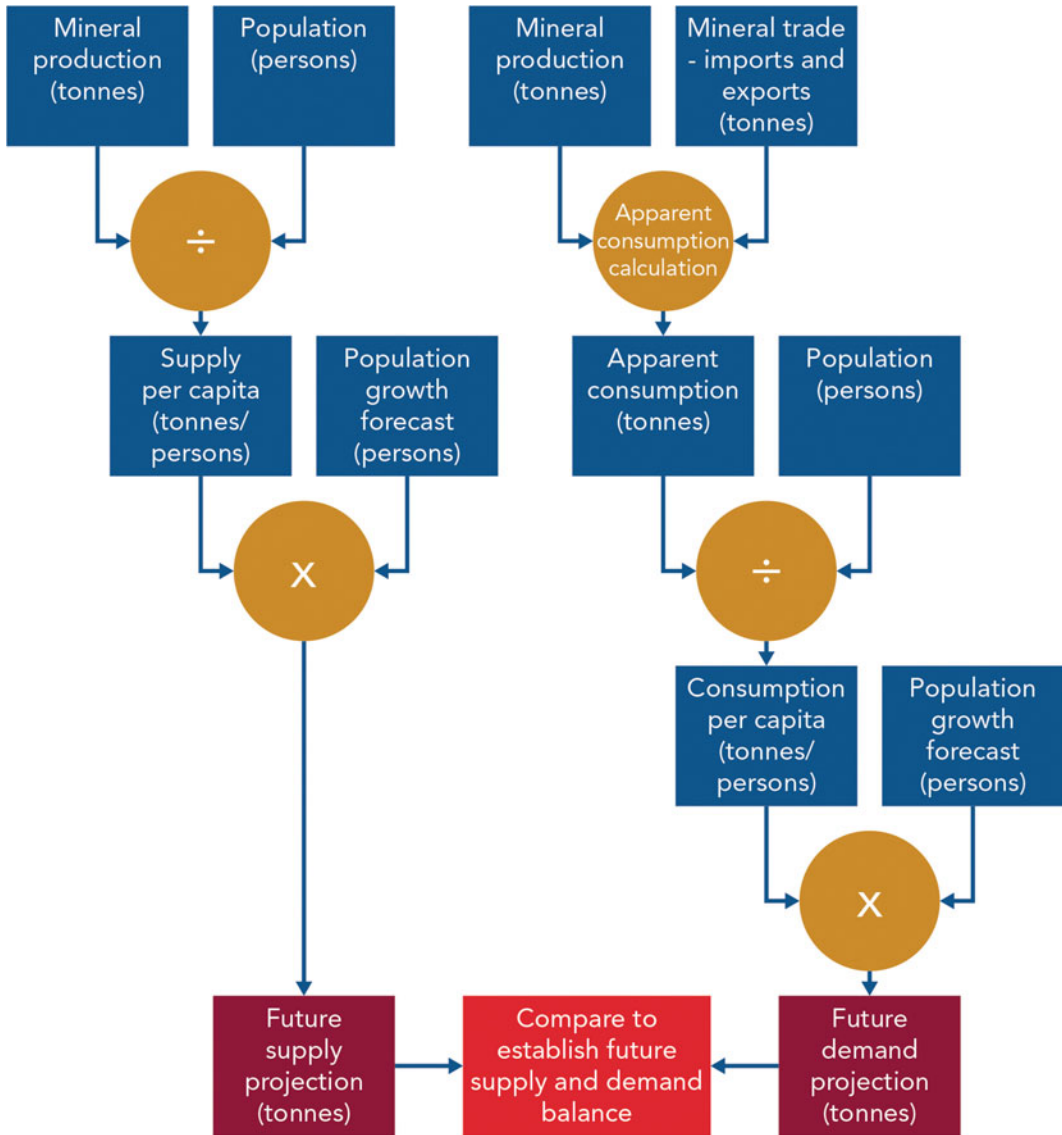 Mineral
production
(tonnes)
Population
(persons)
Mineral
production
(tonnes)
Mineral trade
- imports and
exports
(tonnes)
÷
Apparent
consumption
calculation
Supply
per capita
(tonnes/
persons)
Population
growth
forecast
(persons)
Apparent
consumption
(tonnes)
Population
(persons)
x
÷
Consumption
per capita
(tonnes/
persons)
Population
growth
forecast
(persons)
x
Future
supply
projection
(tonnes)
Compare to
establish future
supply and demand
balance
Future
demand
projection
(tonnes)